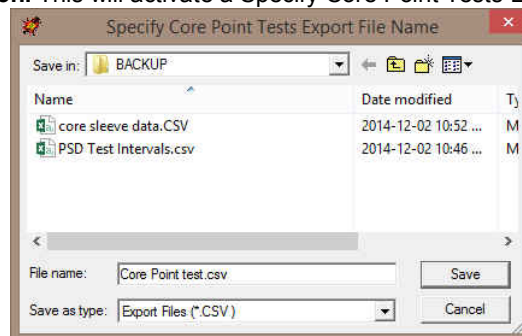 This will activate a Specify Core Point Tests
Specify Core Point Tests Export File Name
Save in: BACKUP
Name Date modified
core sleeve data.CSV 2014-12-02 10:52 ... M
PSD Test Intervals.csv 2014-12-02 10:46 ... M
File name: Core Point test.csv Save
Save as type: Export Files (*.CSV ) Cancel